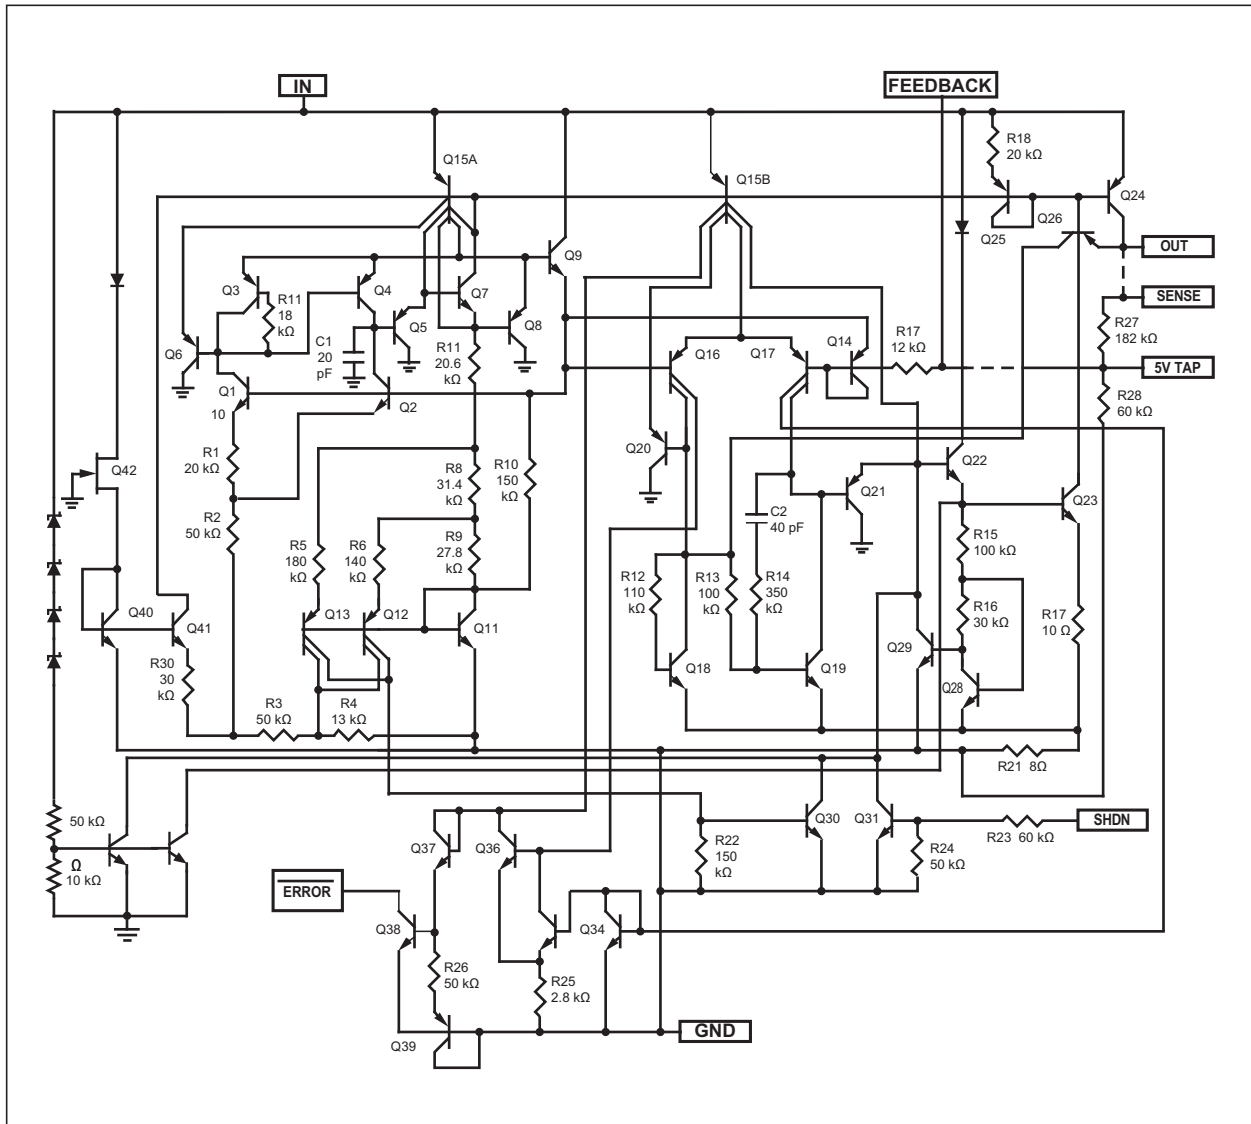 IN
FEEDBACK
R18
20 kΩ
Q15A
Q15B
Q24
Q26
Q25
OUT
Q9
Q3
R11
18
kΩ
Q4
Q7
SENSE
Q5
Q8
C1
20
pF
Q6
R11
20.6
kΩ
Q16
Q17
Q14
R17
12 kΩ
R27
182 kΩ
5V TAP
Q1
10
Q2
R28
60 kΩ
R1
20 kΩ
Q42
R8
31.4
kΩ
R10
150
kΩ
Q20
Q22
Q21
Q23
R2
50 kΩ
C2
40 pF
R5
180
kΩ
R6
140
kΩ
R9
27.8
kΩ
R15
100 kΩ
R12
110
kΩ
R13
100
kΩ
R14
350
kΩ
R16
30 kΩ
R17
10 Ω
Q40
Q41
Q13
Q12
Q11
Q29
R30
30
kΩ
Q18
Q19
Q28
R3
50 kΩ
R4
13 kΩ
R21 8Ω
50 kΩ
Ω
10 kΩ
Q30
Q31
SHDN
R23 60 kΩ
Q37
Q36
R22
150
kΩ
R24
50 kΩ
ERROR
Q38
Q34
R26
50 kΩ
R25
2.8 kΩ
Q39
GND